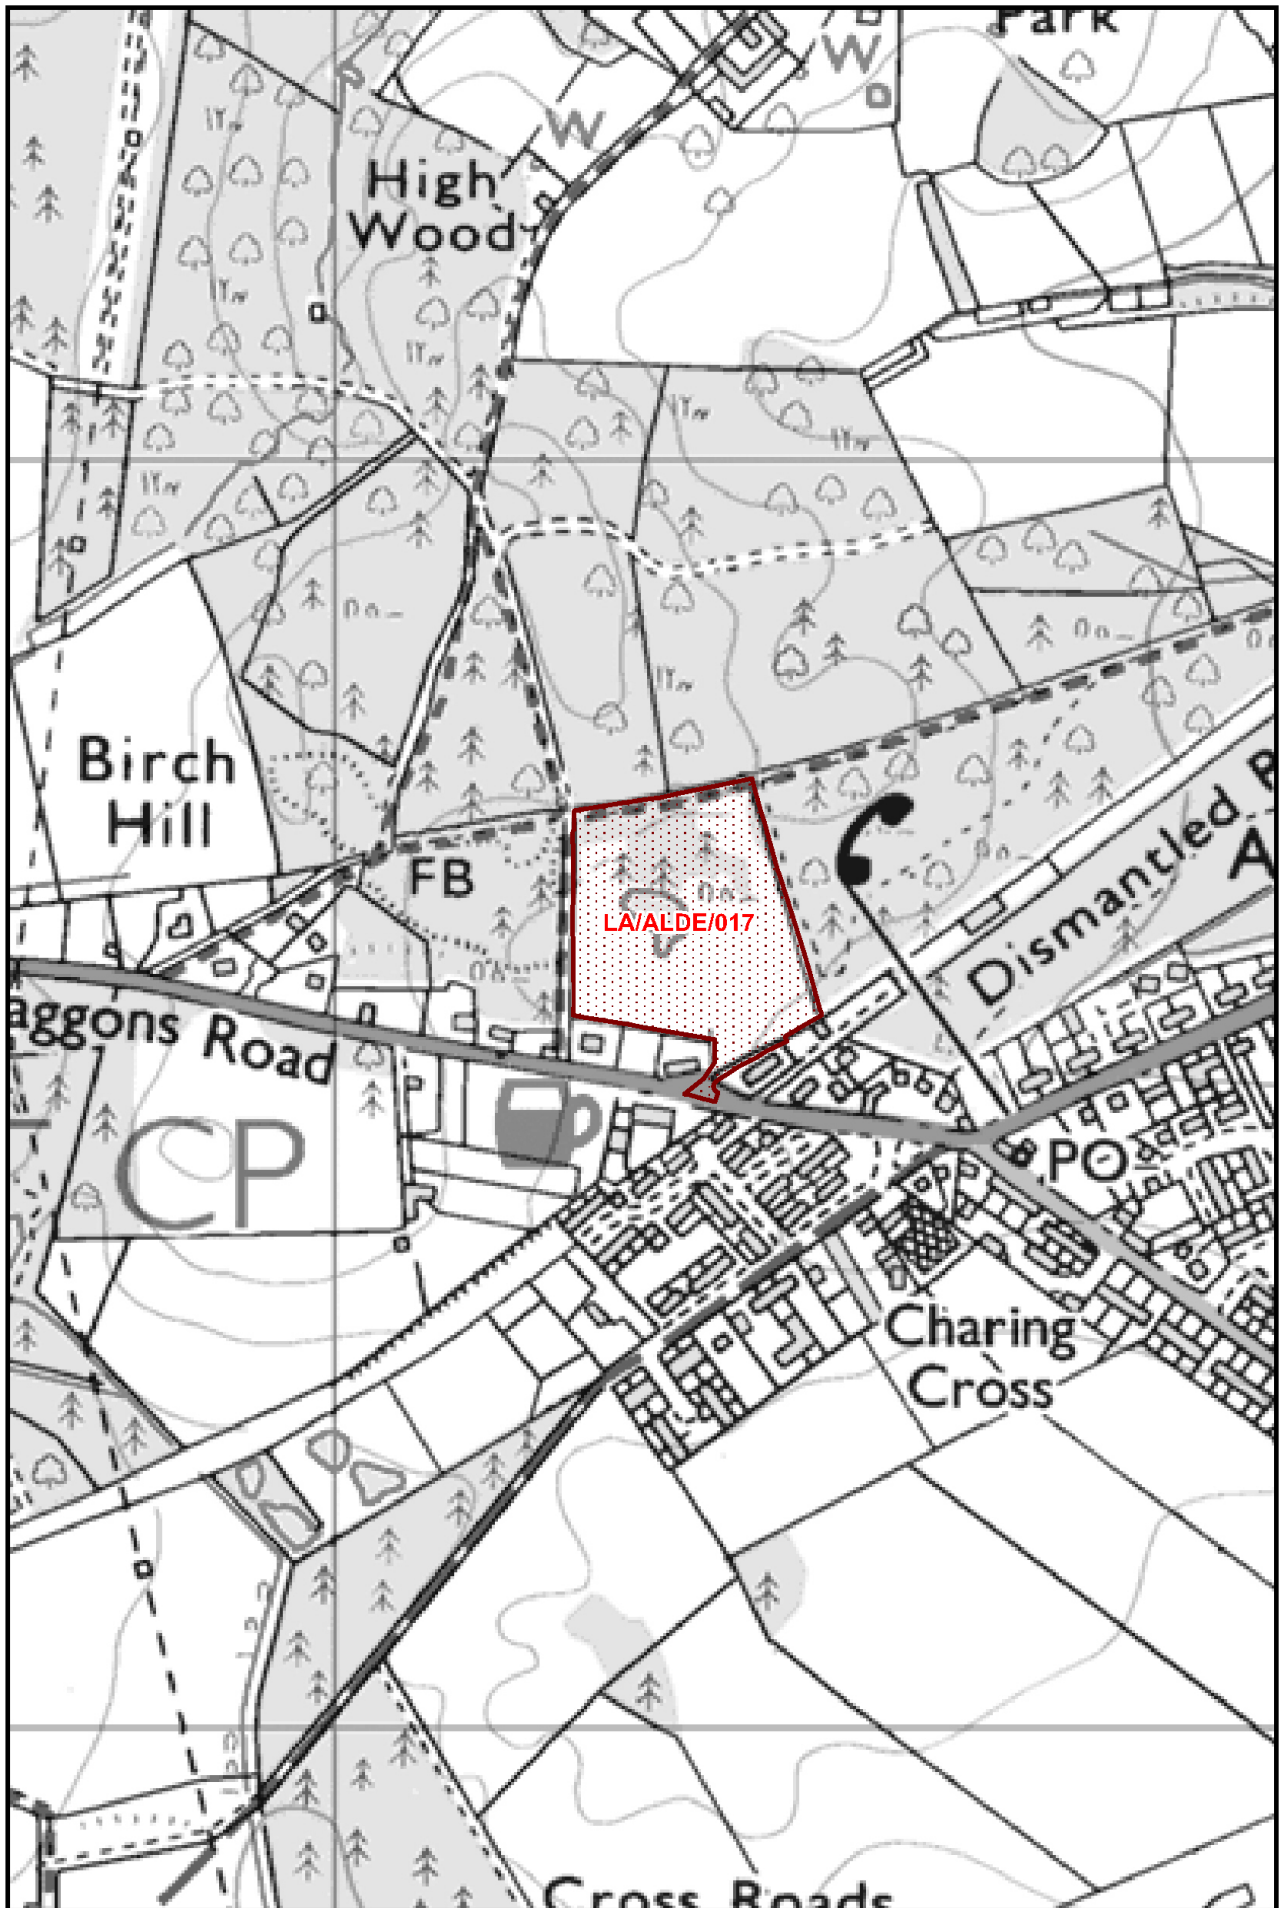 Park
W
W
High
Wood
Birch
Hill
FB
LA/ALDE/017
Dismantled R
A
aggons Road
CP
PO
Charing
Cross
Cross Roads